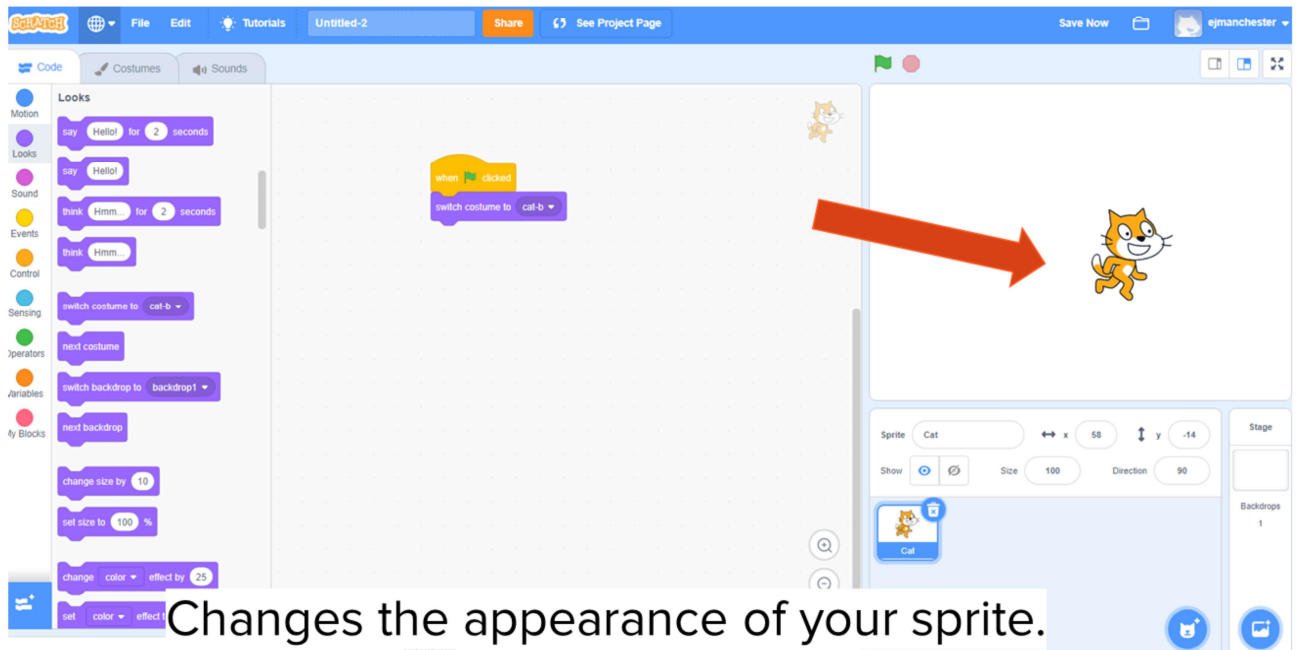 SCRATCH File Edit Tutorials Untitled-2 Share See Project Page Save Now ejmanchester
Code Costumes Sounds
Motion
Looks
Sound
Events
Control
Sensing
Operators
Variables
My Blocks
Looks
say Hello! for 2 seconds
say Hello!
think Hmm... for 2 seconds
think Hmm...
switch costume to cat-b
next costume
switch backdrop to backdrop1
next backdrop
change size by 10
set size to 100 %
change color effect by 25
set color effect t
when clicked
switch costume to cat-b
Sprite Cat x 58 y -14
Show Size 100 Direction 90
Cat
Stage
Backdrops
1
Changes the appearance of your sprite.